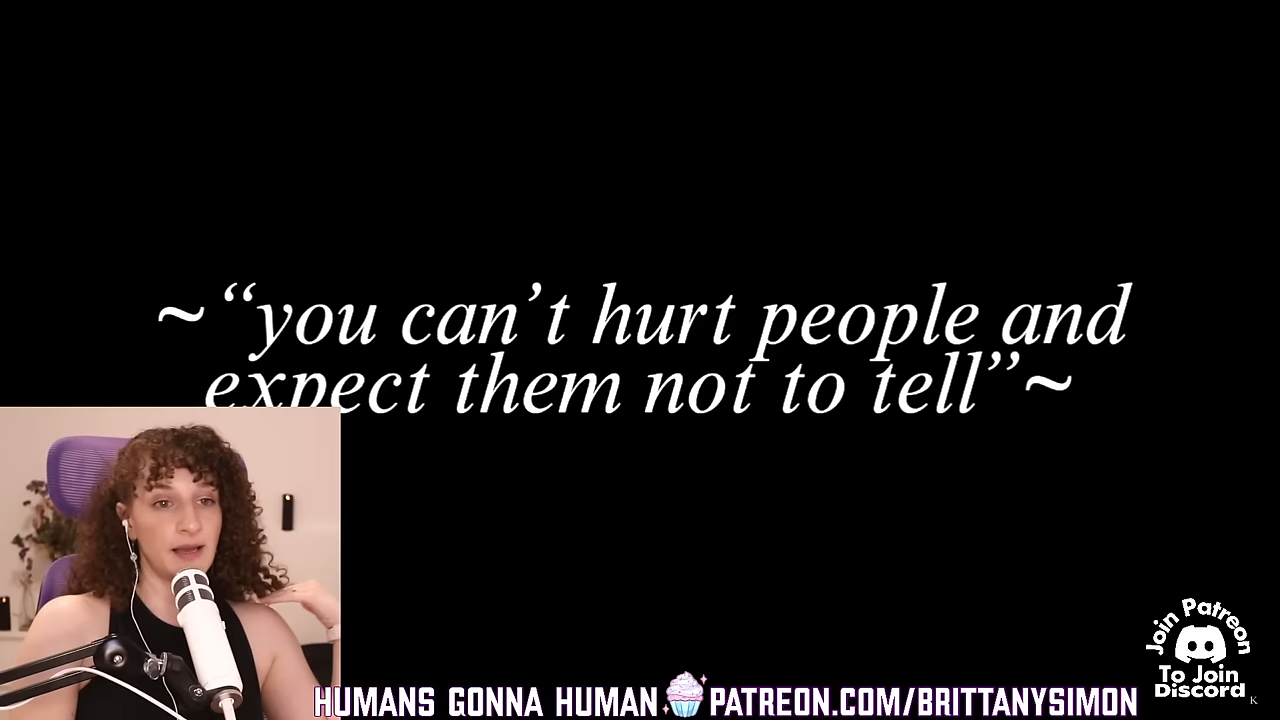 ~“you can’t hurt people and
expect them not to tell”~
Join Patreon
To Join
Discord
K
HUMANS GONNA HUMAN PATREON.COM/BRITTANYSIMON